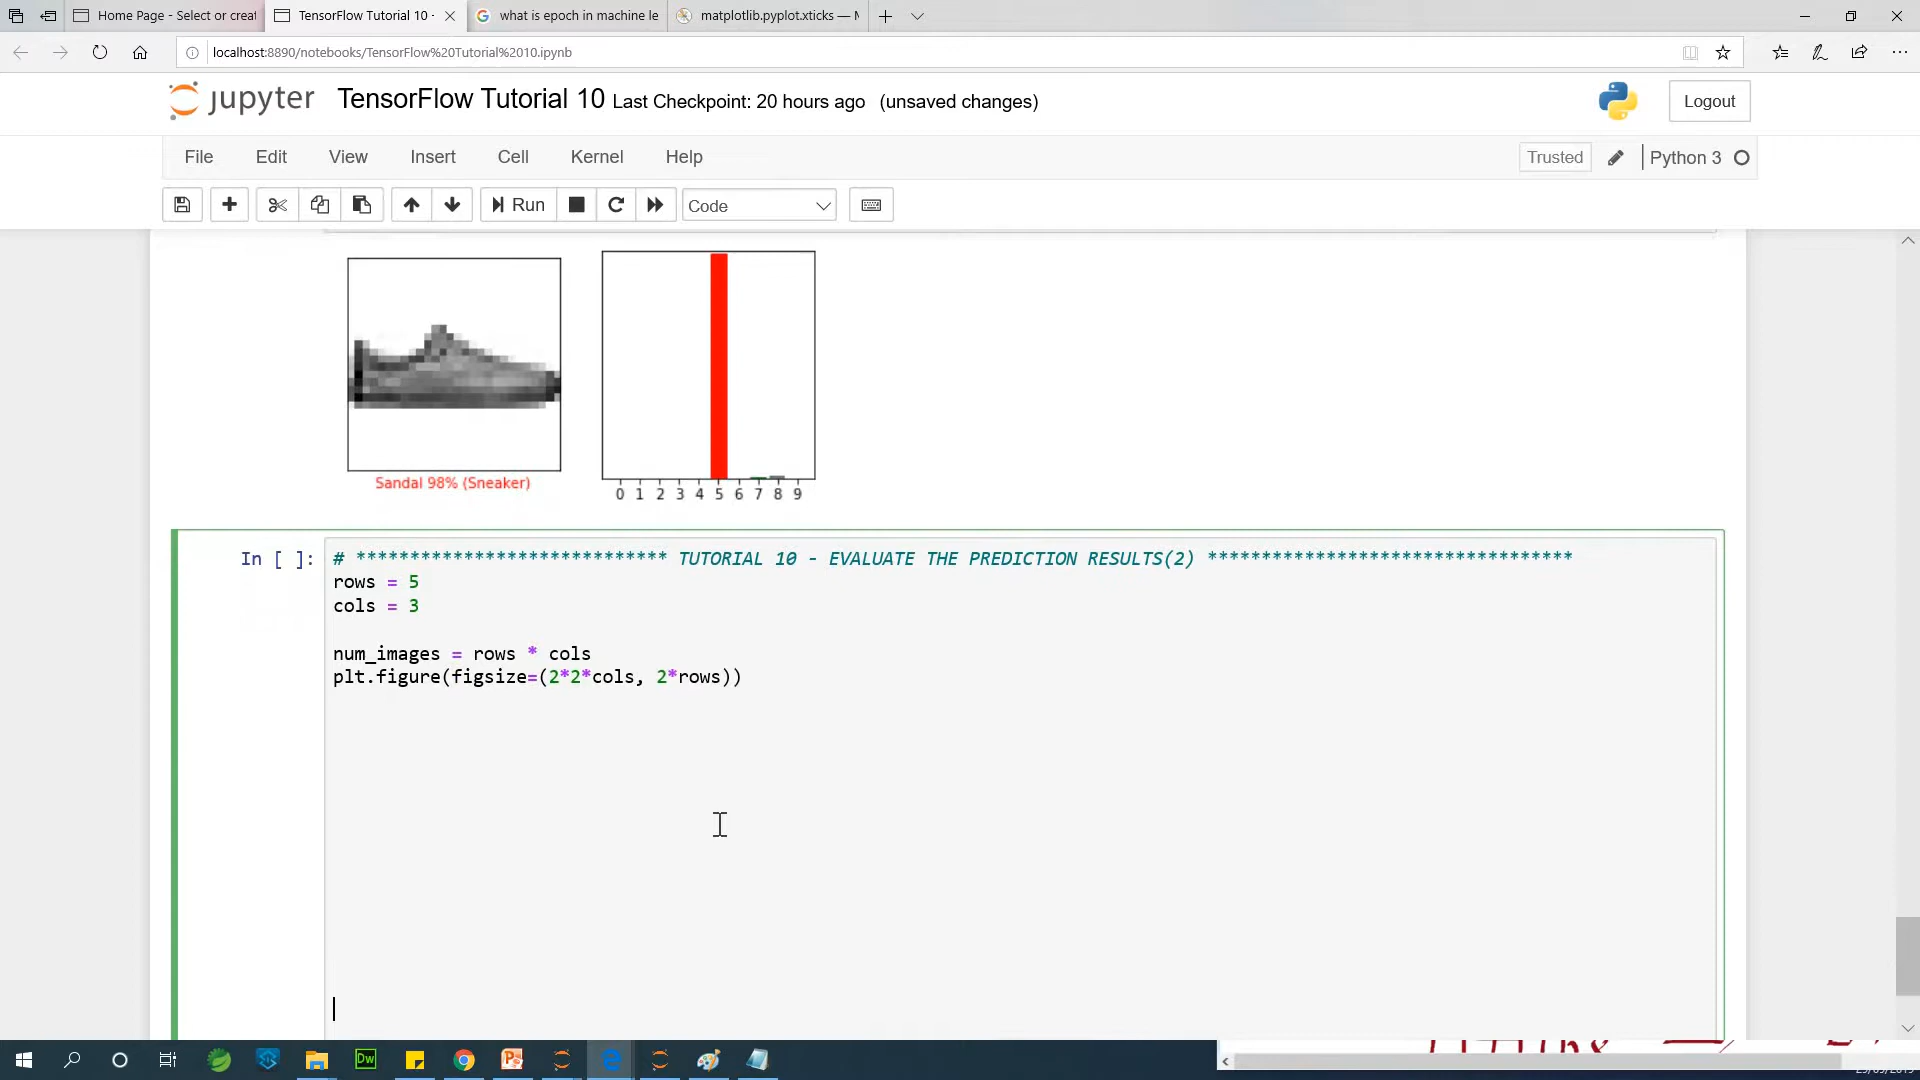 Home Page - Select or creat
TensorFlow Tutorial 10 -
what is epoch in machine le
matplotlib.pyplot.xticks — M
localhost:8890/notebooks/TensorFlow%20Tutorial%2010.ipynb
jupyter TensorFlow Tutorial 10 Last Checkpoint: 20 hours ago (unsaved changes)
Logout
File Edit View Insert Cell Kernel Help
Trusted Python 3
Run Code
Sandal 98% (Sneaker)
0 1 2 3 4 5 6 7 8 9
In [ ]:
# ***************************** TUTORIAL 10 - EVALUATE THE PREDICTION RESULTS(2) **********************************
rows = 5
cols = 3
num_images = rows * cols
plt.figure(figsize=(2*2*cols, 2*rows))
Dw